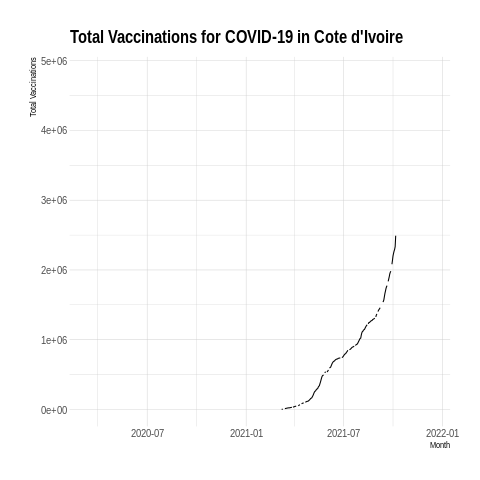 Total Vaccinations for COVID-19 in Cote d'Ivoire
Total Vaccinations
5e+06
4e+06
3e+06
2e+06
1e+06
0e+00
2020-07 2021-01 2021-07 2022-01
Month